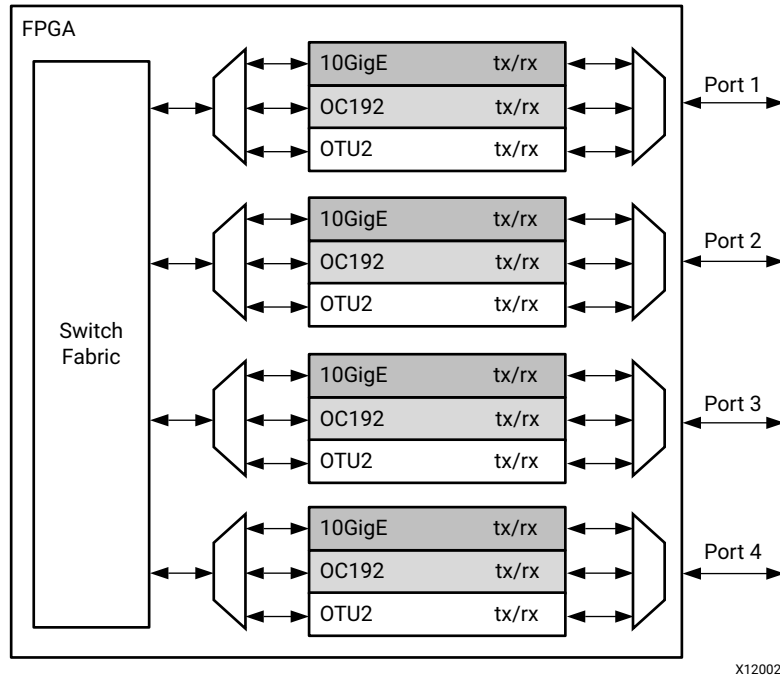 FPGA
10GigE tx/rx
OC192 tx/rx
OTU2 tx/rx
Port 1
10GigE tx/rx
OC192 tx/rx
OTU2 tx/rx
Port 2
Switch
Fabric
10GigE tx/rx
OC192 tx/rx
OTU2 tx/rx
Port 3
10GigE tx/rx
OC192 tx/rx
OTU2 tx/rx
Port 4
X12002